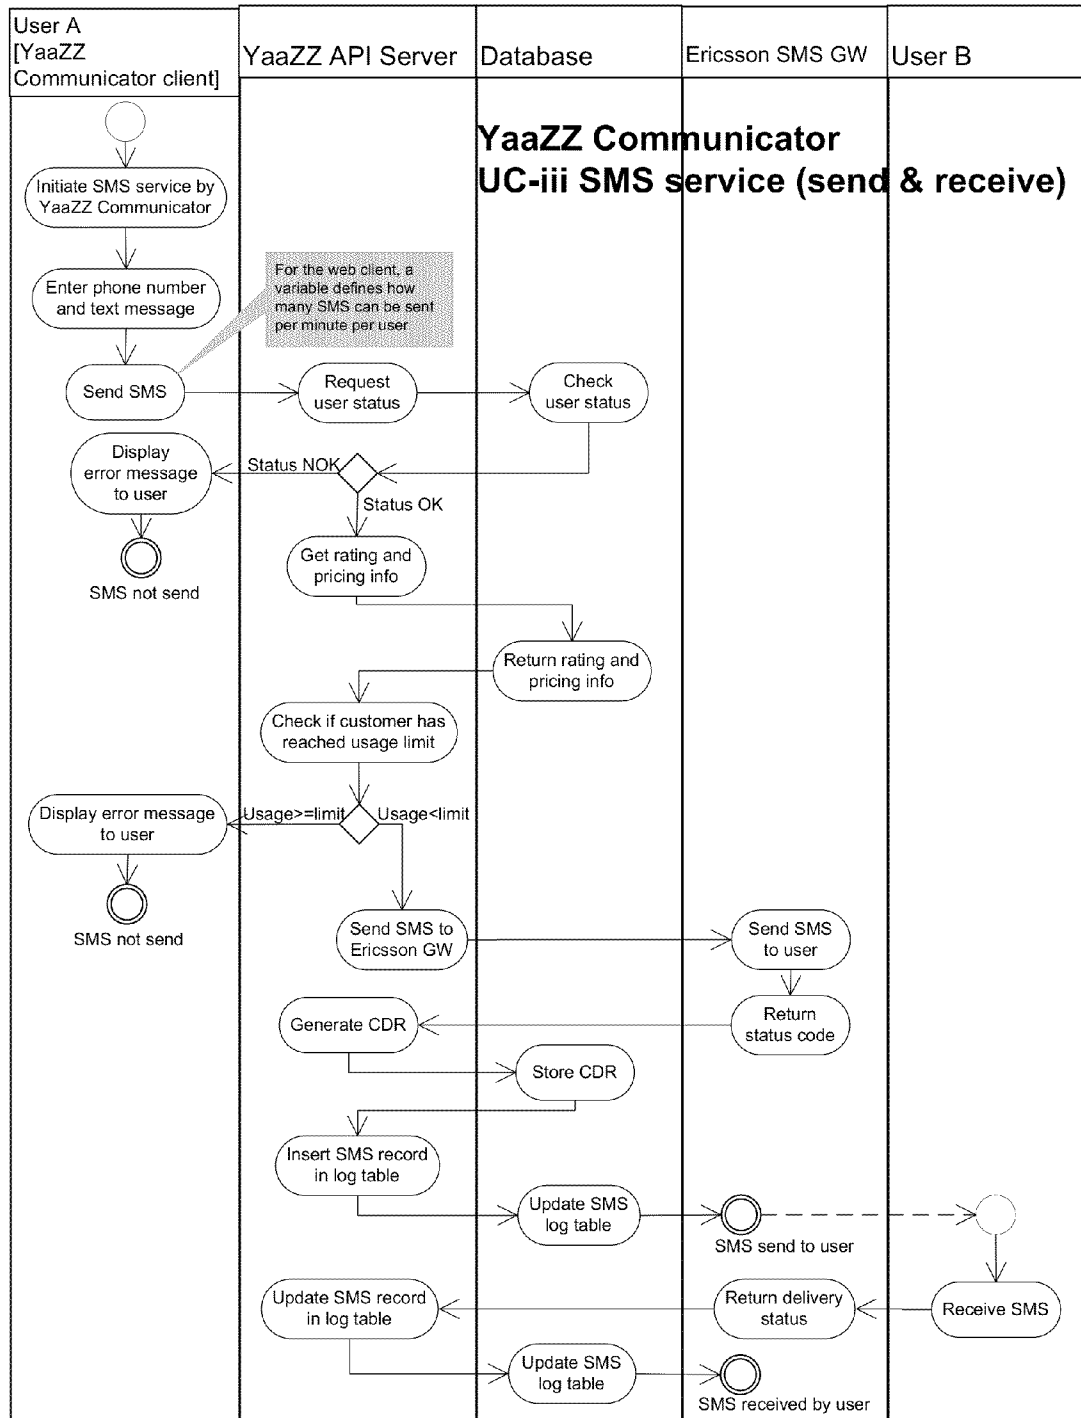 User A
[YaaZZ
Communicator client]
YaaZZ API Server
Database
Ericsson SMS GW
User B
YaaZZ Communicator
UC-iii SMS service (send & receive)
Initiate SMS service by
YaaZZ Communicator
Enter phone number
and text message
For the web client, a
variable defines how
many SMS can be sent
per minute per user
Send SMS
Request
user status
Check
user status
Display
error message
to user
Status NOK
Status OK
SMS not send
Get rating and
pricing info
Return rating and
pricing info
Check if customer has
reached usage limit
Display error message
to user
Usage>=limit
Usage<limit
SMS not send
Send SMS to
Ericsson GW
Send SMS
to user
Return
status code
Generate CDR
Store CDR
Insert SMS record
in log table
Update SMS
log table
SMS send to user
Update SMS record
in log table
Return delivery
status
Receive SMS
Update SMS
log table
SMS received by user